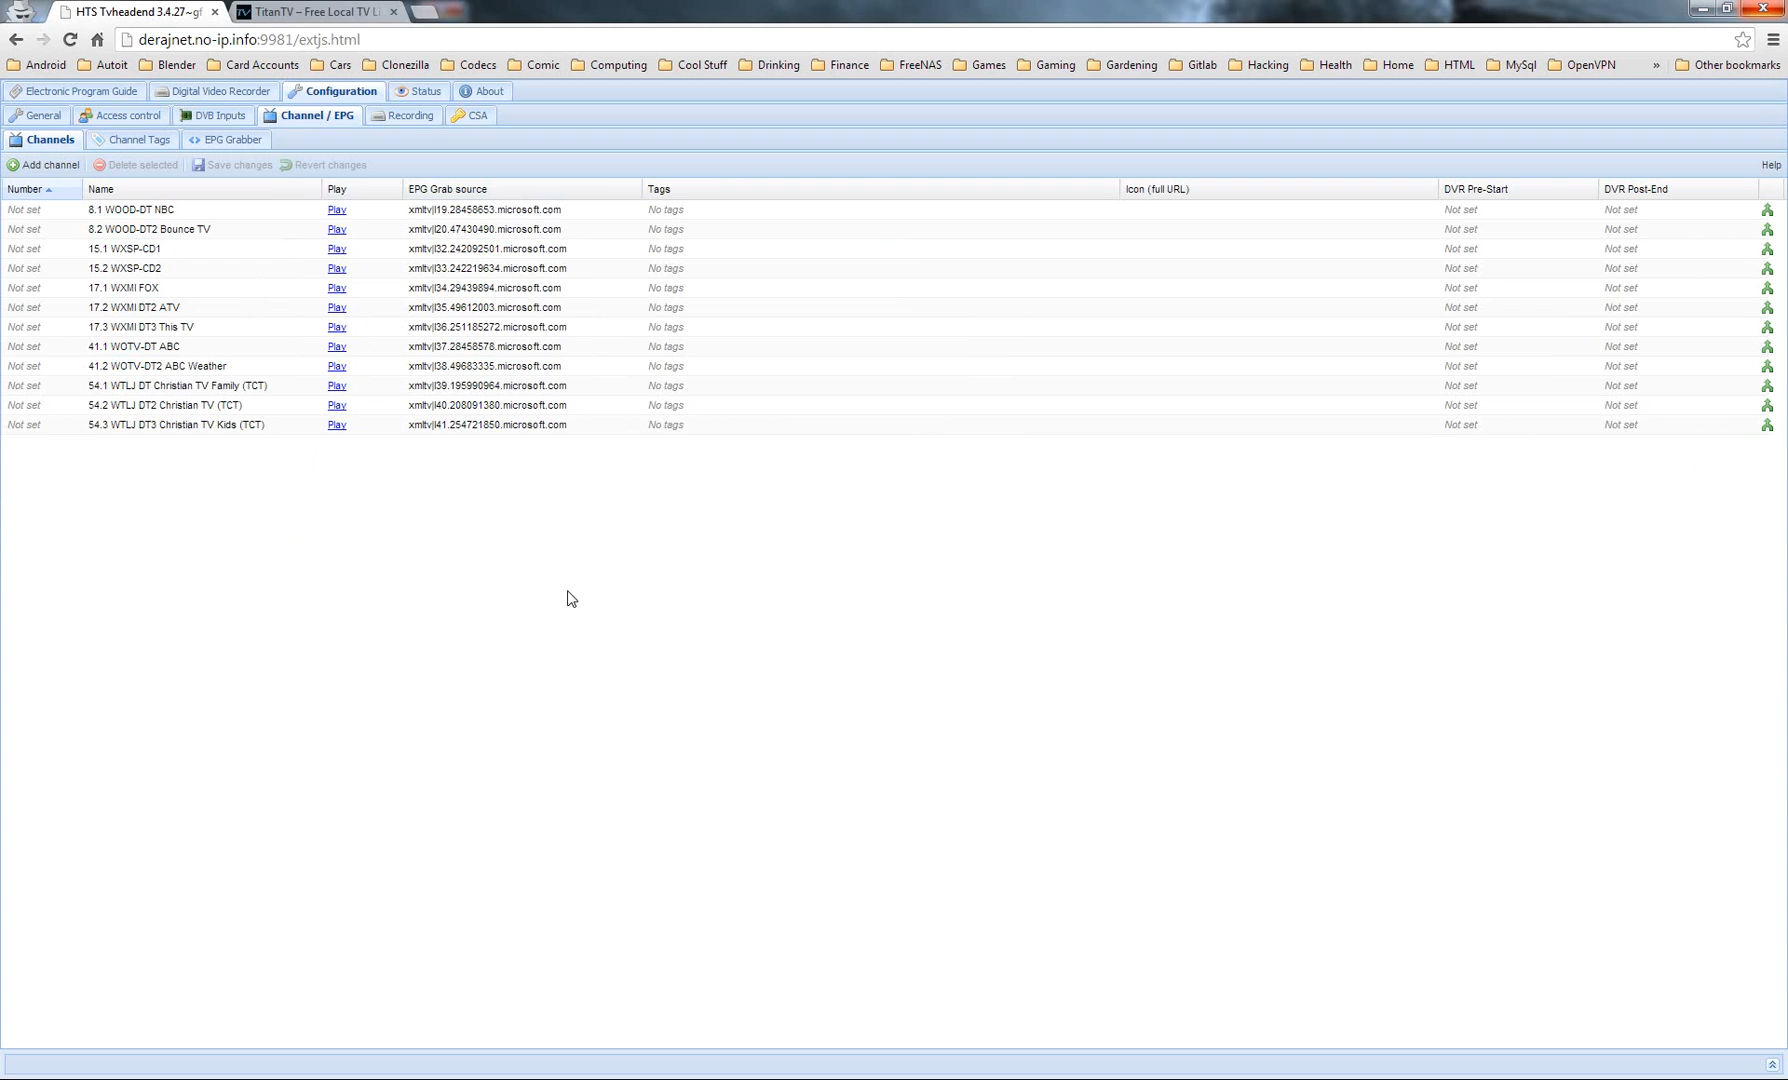 HTS Tvheadend 3.4.27~gf TitanTV – Free Local TV Li
derajnet.no-ip.info:9981/extjs.html
Android Autoit Blender Card Accounts Cars Clonezilla Codecs Comic Computing Cool Stuff Drinking Finance FreeNAS Games Gaming Gardening Gitlab Hacking Health Home HTML MySql OpenVPN » Other bookmarks
Electronic Program Guide Digital Video Recorder Configuration Status About
General Access control DVB Inputs Channel / EPG Recording CSA
Channels Channel Tags EPG Grabber
Add channel Delete selected Save changes Revert changes Help
Number Name Play EPG Grab source Tags Icon (full URL) DVR Pre-Start DVR Post-End
Not set 8.1 WOOD-DT NBC Play xmltv|I19.28458653.microsoft.com No tags Not set Not set
Not set 8.2 WOOD-DT2 Bounce TV Play xmltv|I20.47430490.microsoft.com No tags Not set Not set
Not set 15.1 WXSP-CD1 Play xmltv|I32.242092501.microsoft.com No tags Not set Not set
Not set 15.2 WXSP-CD2 Play xmltv|I33.242219634.microsoft.com No tags Not set Not set
Not set 17.1 WXMI FOX Play xmltv|I34.29439894.microsoft.com No tags Not set Not set
Not set 17.2 WXMI DT2 ATV Play xmltv|I35.49612003.microsoft.com No tags Not set Not set
Not set 17.3 WXMI DT3 This TV Play xmltv|I36.251185272.microsoft.com No tags Not set Not set
Not set 41.1 WOTV-DT ABC Play xmltv|I37.28458578.microsoft.com No tags Not set Not set
Not set 41.2 WOTV-DT2 ABC Weather Play xmltv|I38.49683335.microsoft.com No tags Not set Not set
Not set 54.1 WTLJ DT Christian TV Family (TCT) Play xmltv|I39.195990964.microsoft.com No tags Not set Not set
Not set 54.2 WTLJ DT2 Christian TV (TCT) Play xmltv|I40.208091380.microsoft.com No tags Not set Not set
Not set 54.3 WTLJ DT3 Christian TV Kids (TCT) Play xmltv|I41.254721850.microsoft.com No tags Not set Not set